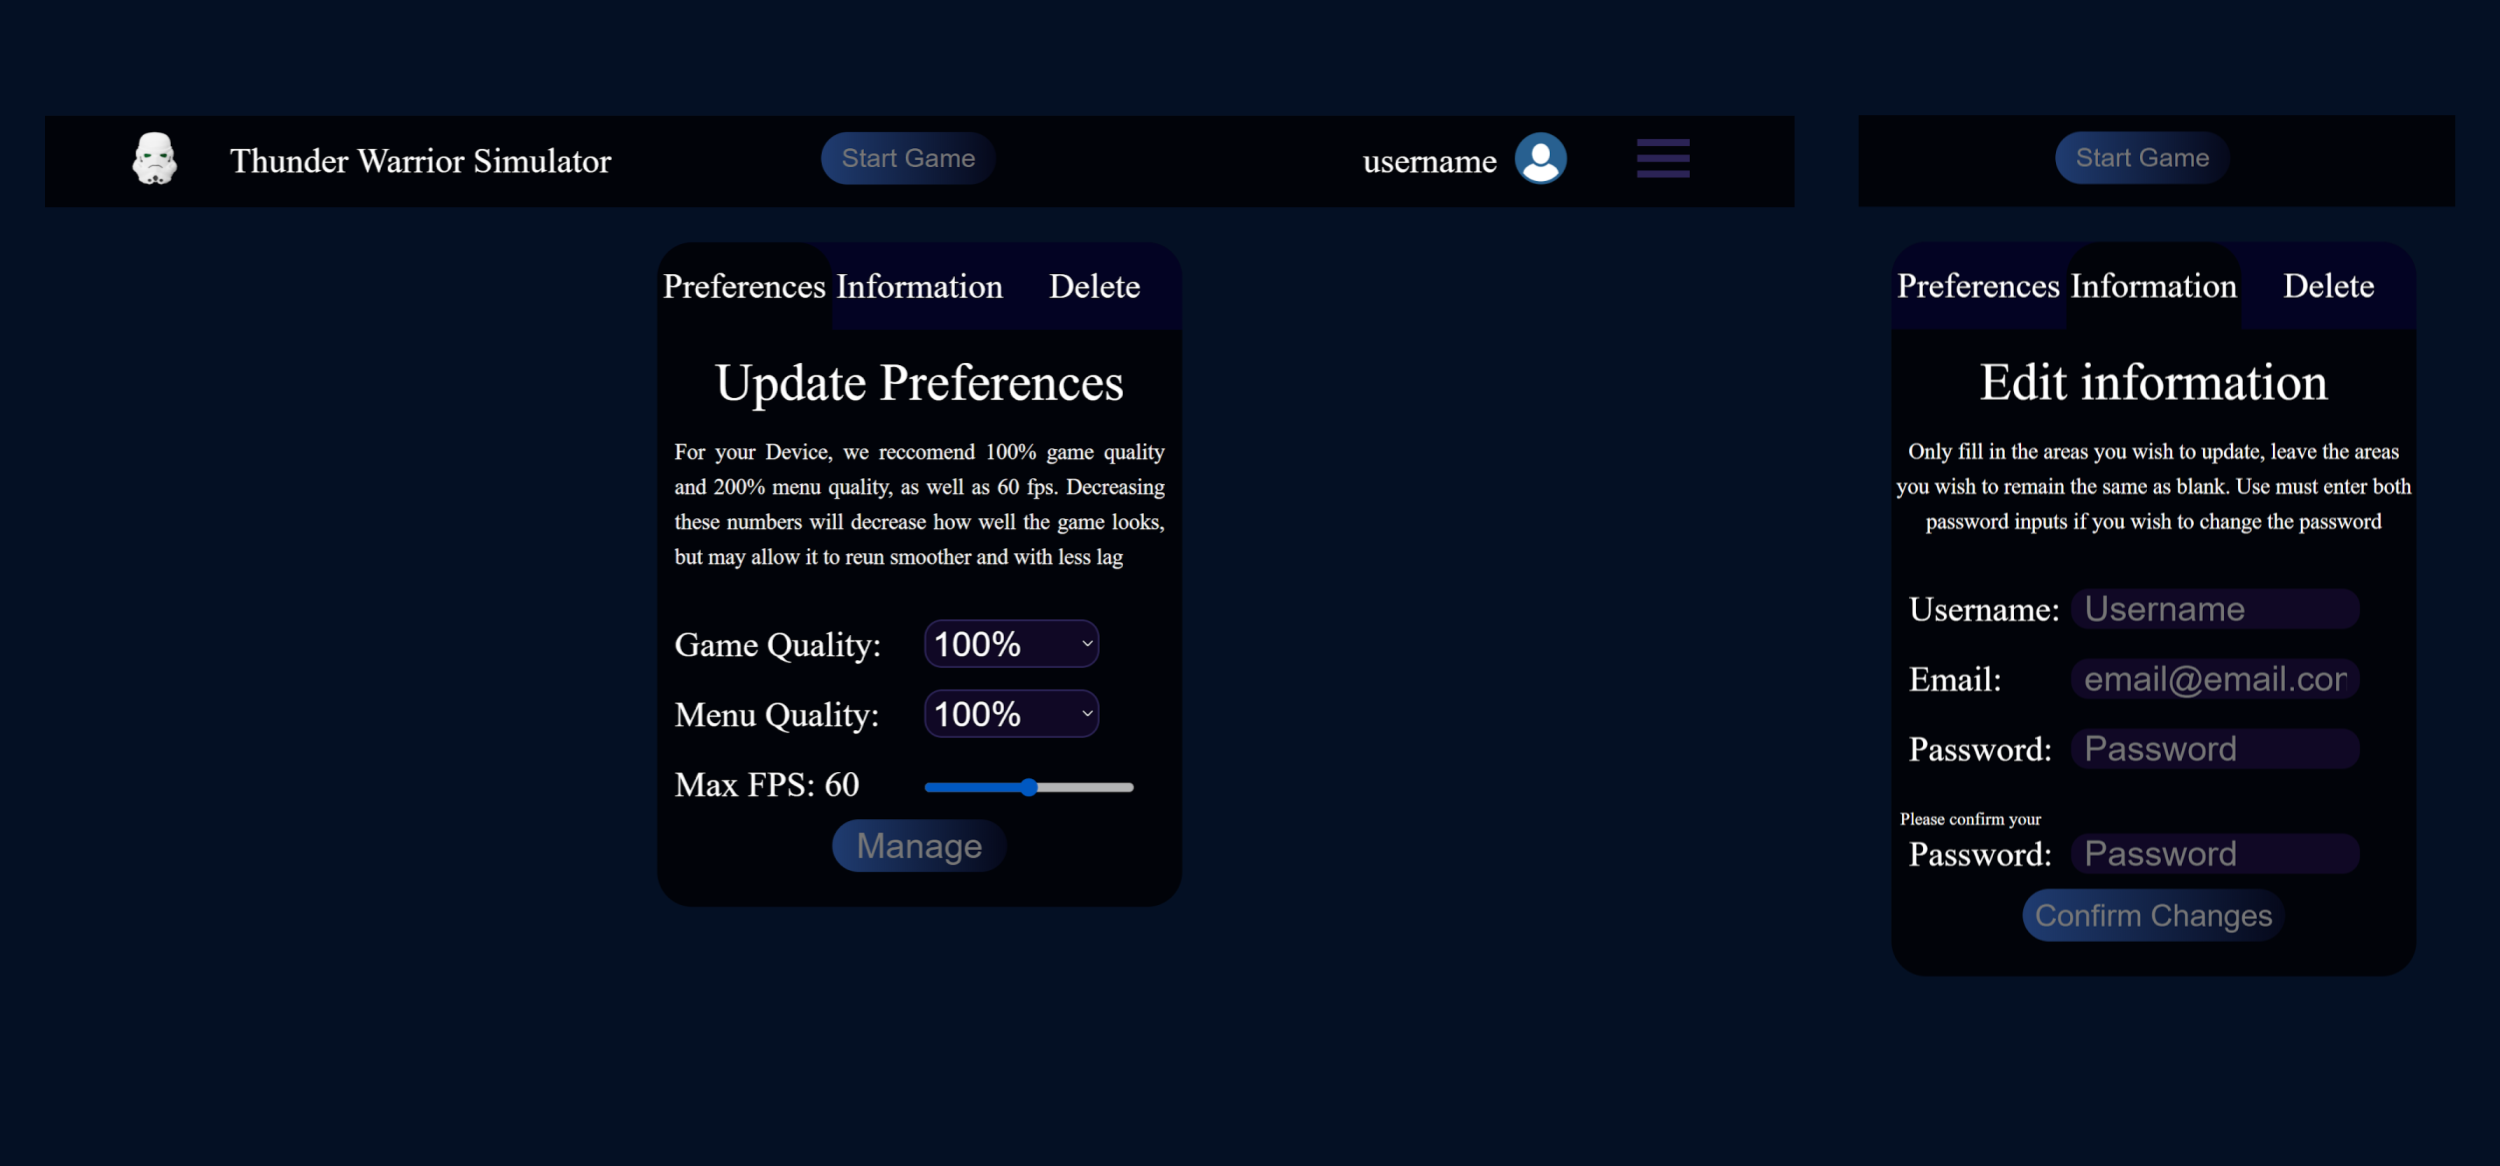 Thunder Warrior Simulator
Start Game
username
Preferences Information Delete
Update Preferences
For your Device, we reccomend 100% game quality
and 200% menu quality, as well as 60 fps. Decreasing
these numbers will decrease how well the game looks,
but may allow it to reun smoother and with less lag
Game Quality: 100%
Menu Quality: 100%
Max FPS: 60
Manage
Start Game
Preferences Information Delete
Edit information
Only fill in the areas you wish to update, leave the areas
you wish to remain the same as blank. Use must enter both
password inputs if you wish to change the password
Username: Username
Email: email@email.cor
Password: Password
Please confirm your
Password: Password
Confirm Changes